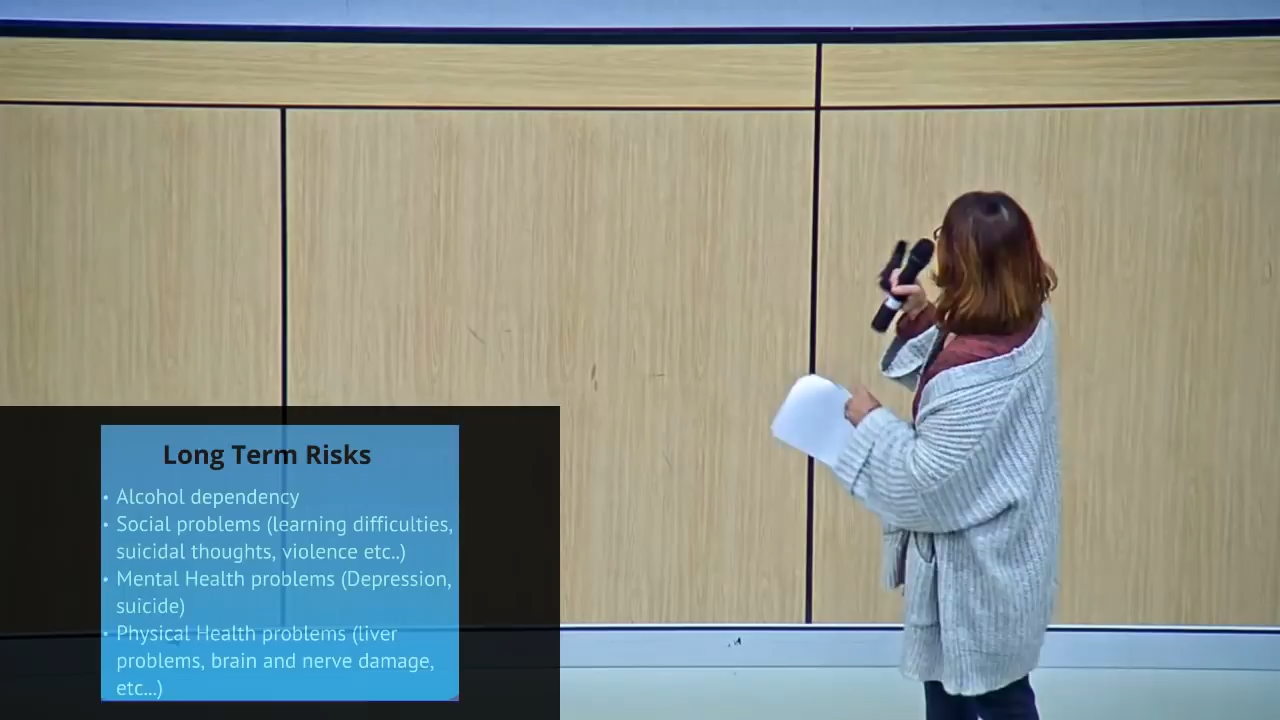 Long Term Risks
• Alcohol dependency
• Social problems (learning difficulties,
suicidal thoughts, violence etc..)
• Mental Health problems (Depression,
suicide)
• Physical Health problems (liver
problems, brain and nerve damage,
etc...)